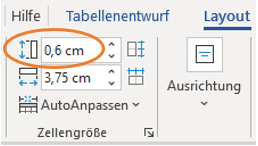 Hilfe Tabellenentwurf Layout
0,6 cm
3,75 cm
Ausrichtung
AutoAnpassen
Zellengröße